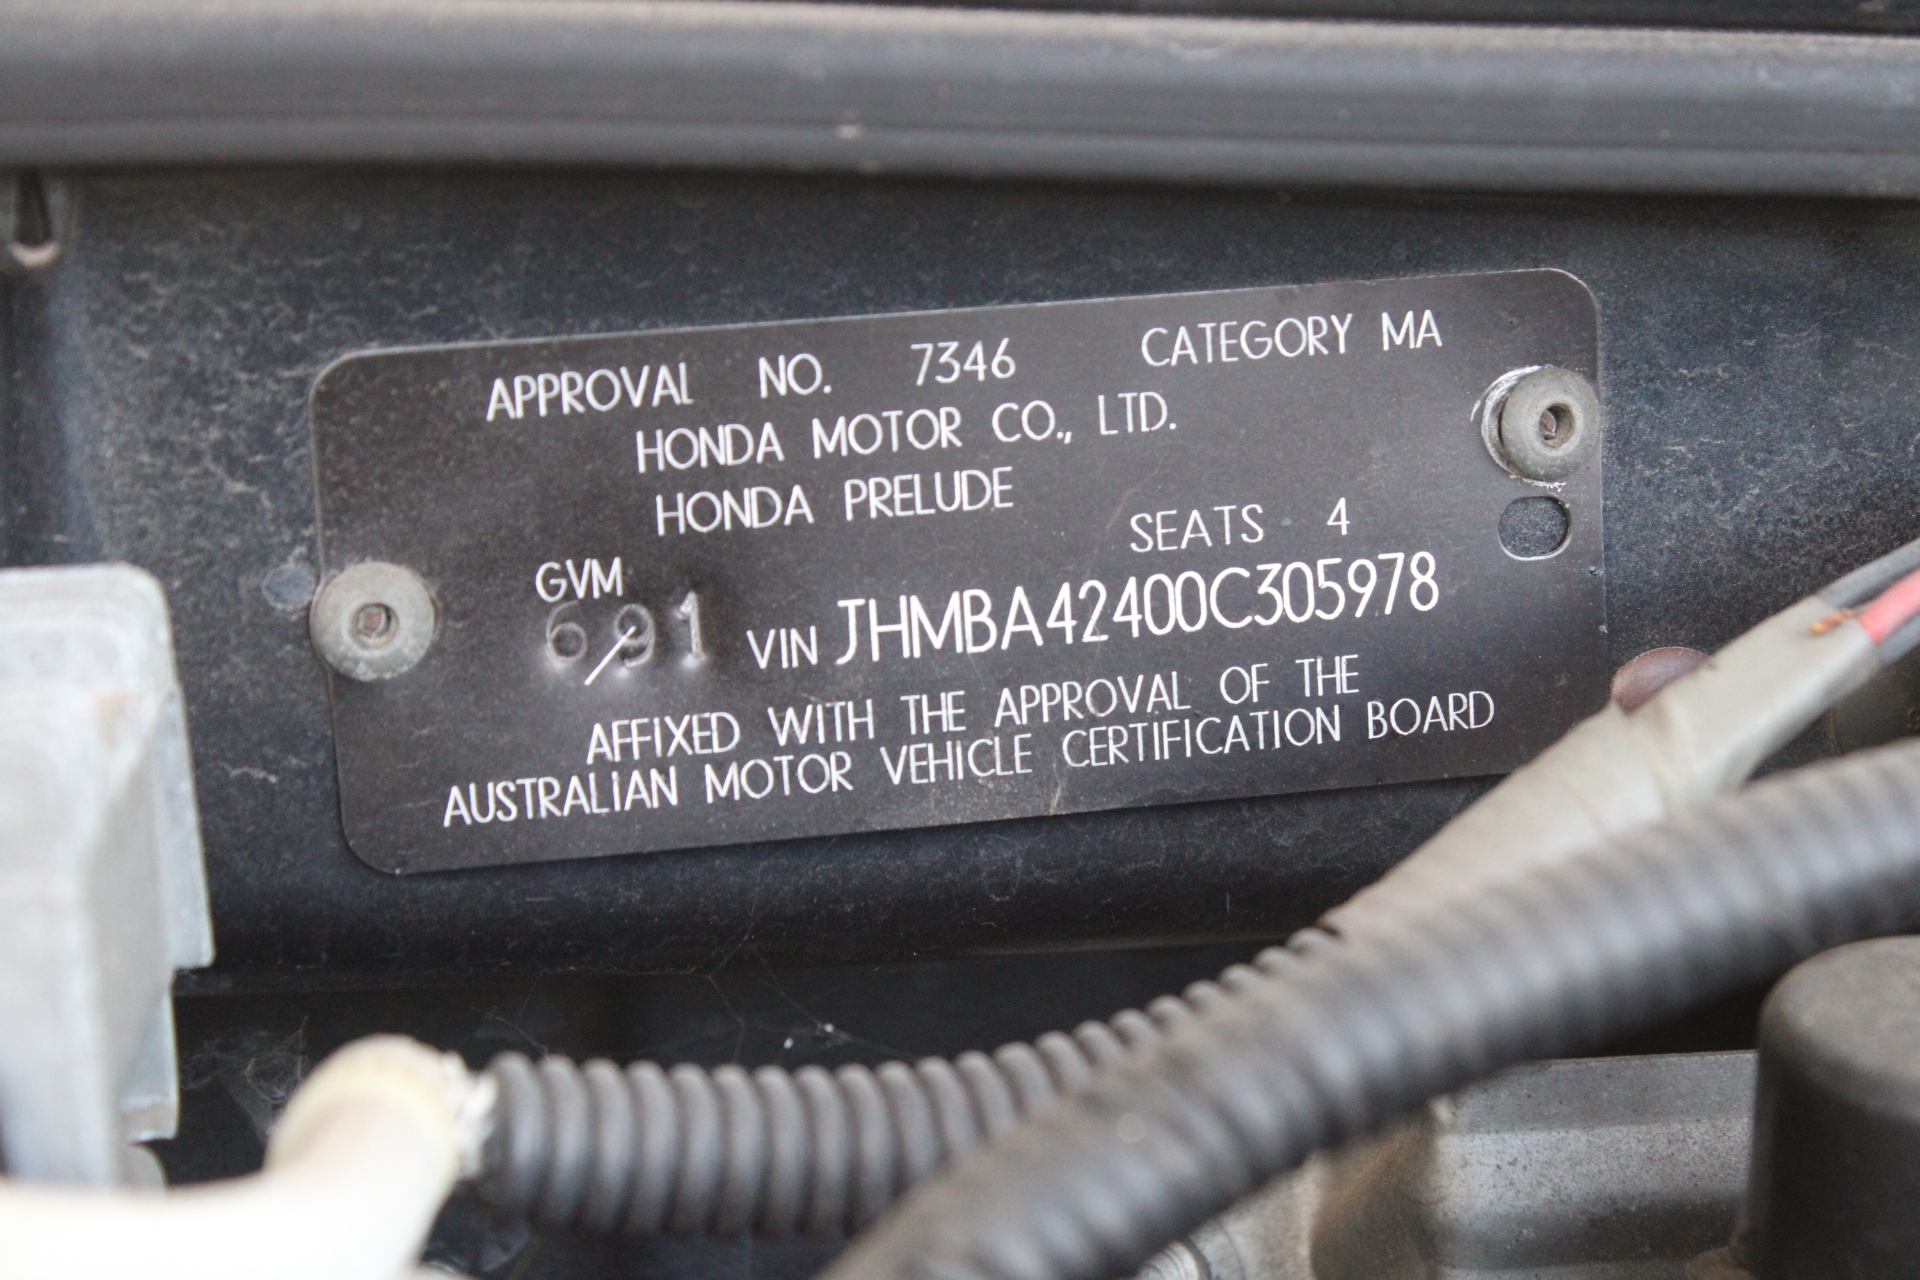 APPROVAL NO. 7346 CATEGORY MA
HONDA MOTOR CO., LTD.
HONDA PRELUDE
SEATS 4
GVM
6/91 VIN JHMBA42400C305978
AFFIXED WITH THE APPROVAL OF THE
AUSTRALIAN MOTOR VEHICLE CERTIFICATION BOARD